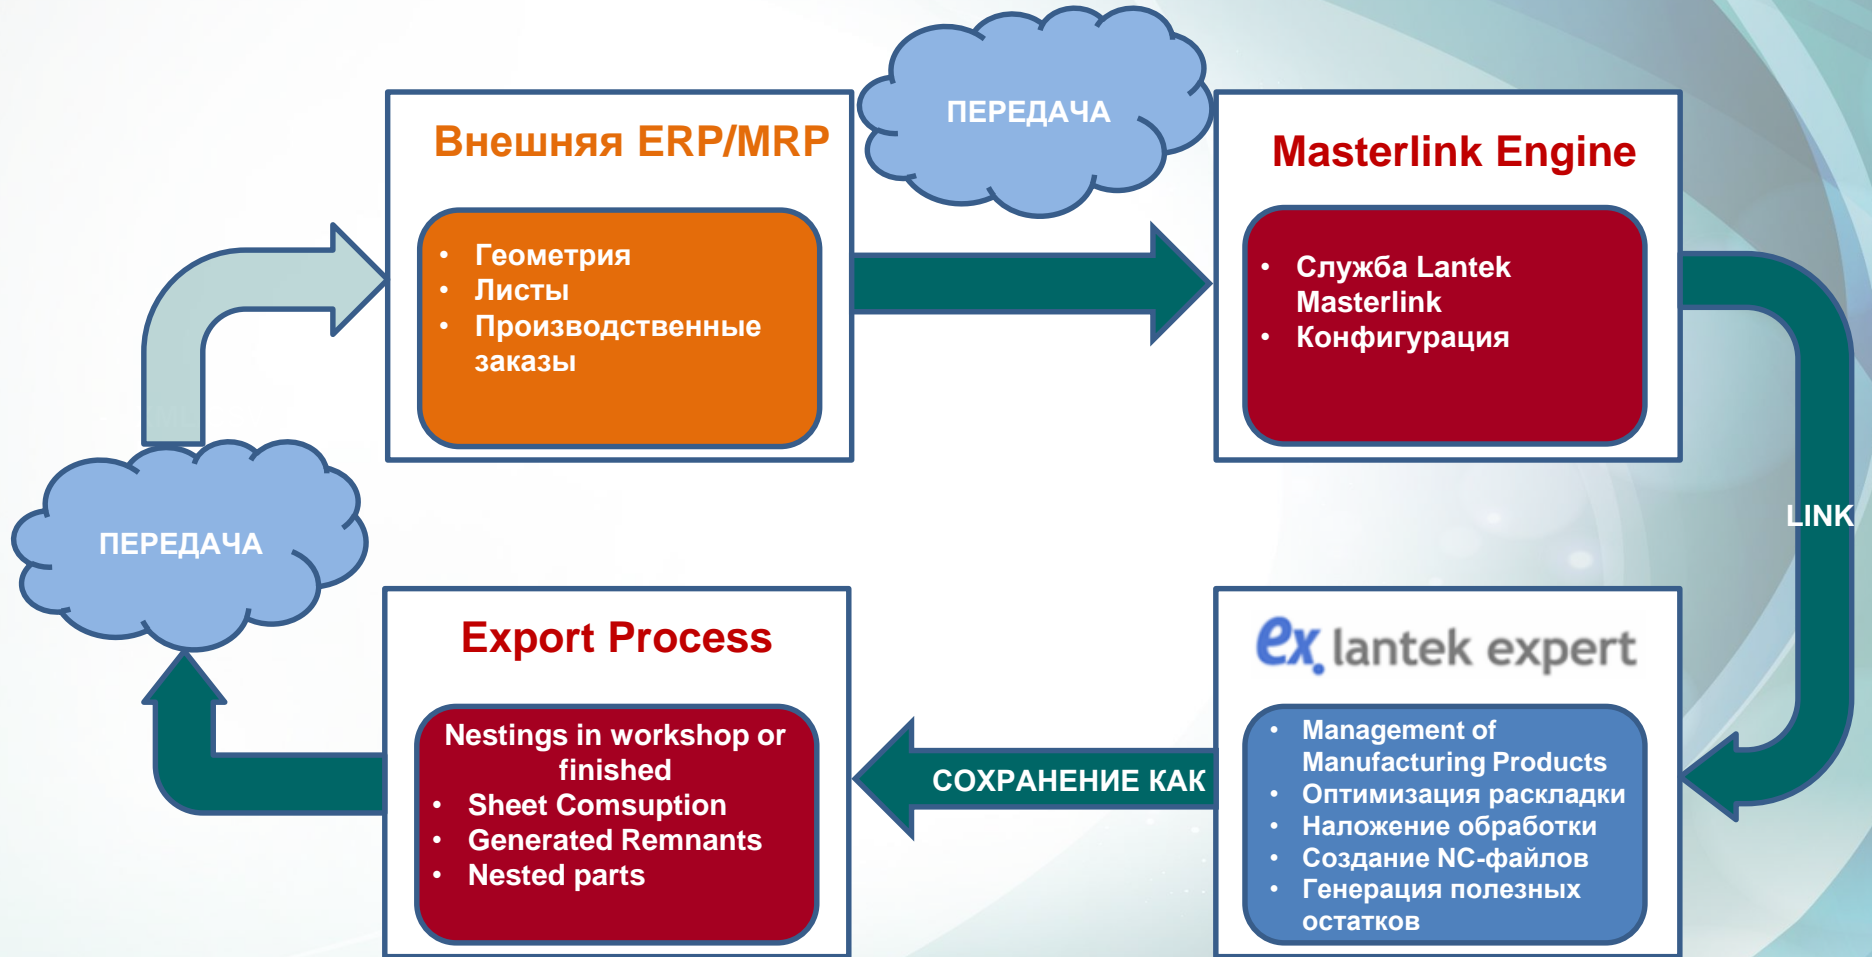 ПЕРЕДАЧА
Внешняя ERP/MRP
• Геометрия
• Листы
• Производственные
заказы
Masterlink Engine
• Служба Lantek
Masterlink
• Конфигурация
LINK
ПЕРЕДАЧА
Export Process
Nestings in workshop or
finished
• Sheet Comsuption
• Generated Remnants
• Nested parts
СОХРАНЕНИЕ КАК
ex. lantek expert
• Management of
Manufacturing Products
• Оптимизация раскладки
• Наложение обработки
• Создание NC-файлов
• Генерация полезных
остатков